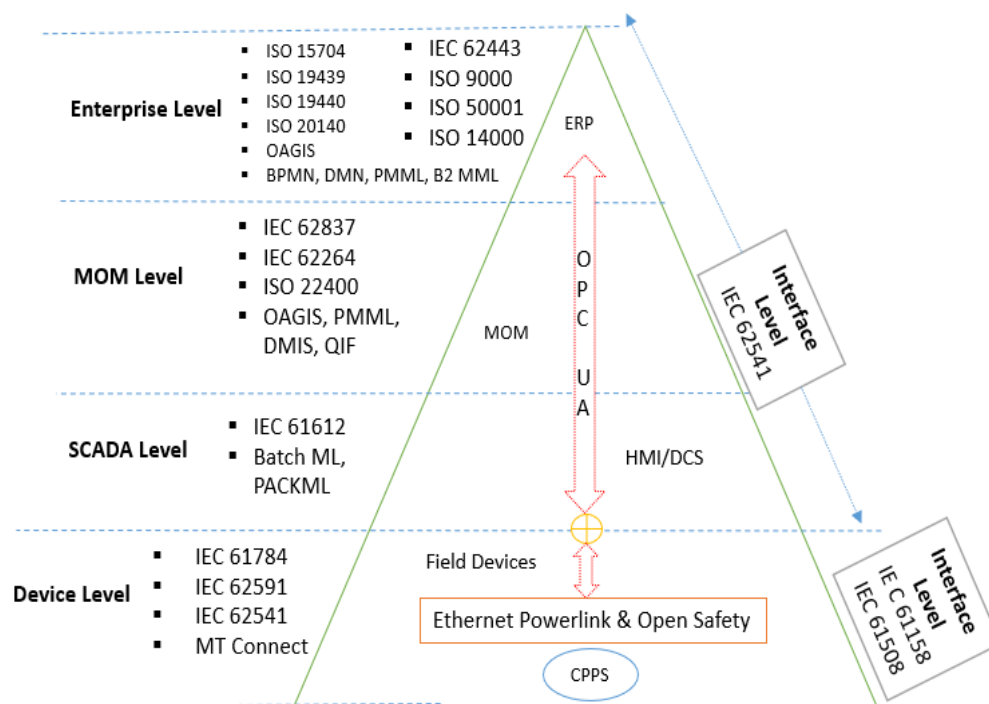 Enterprise Level
▪ ISO 15704
▪ ISO 19439
▪ ISO 19440
▪ ISO 20140
▪ OAGIS
▪ BPMN, DMN, PMML, B2 MML
▪ IEC 62443
▪ ISO 9000
▪ ISO 50001
▪ ISO 14000
ERP
MOM Level
▪ IEC 62837
▪ IEC 62264
▪ ISO 22400
▪ OAGIS, PMML,
DMIS, QIF
MOM
OPC UA
Interface
Level
IEC 62541
SCADA Level
▪ IEC 61612
▪ Batch ML,
PACKML
HMI/DCS
Device Level
▪ IEC 61784
▪ IEC 62591
▪ IEC 62541
▪ MT Connect
Field Devices
Ethernet Powerlink & Open Safety
CPPS
Interface
Level
IE C 61158
IEC 61508